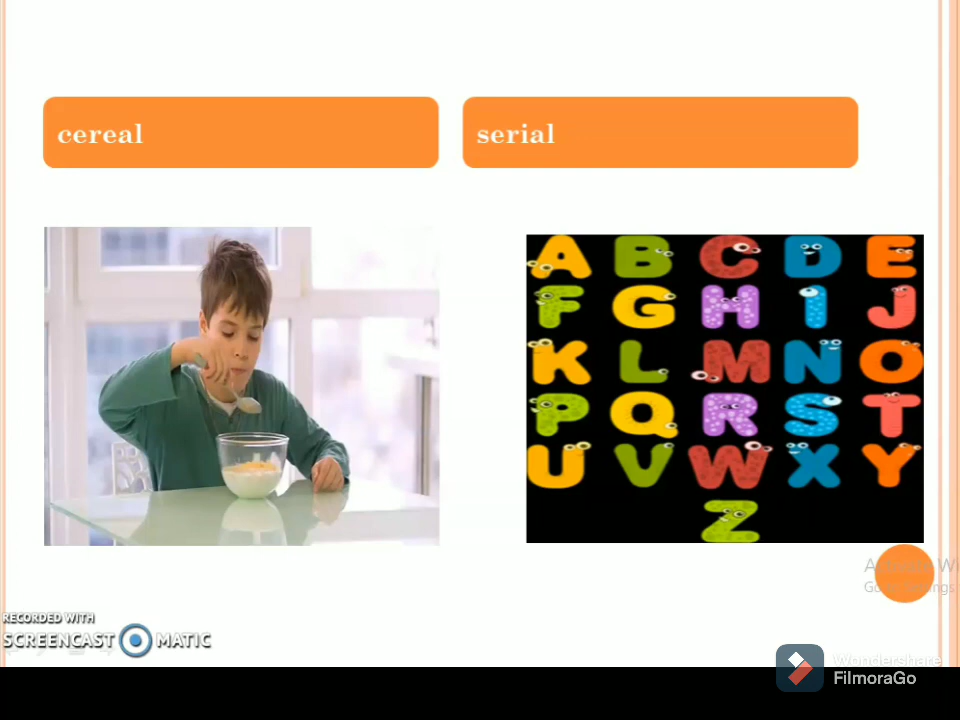 cereal
serial
A B C D E
F G H I J
K L M N O
P Q R S T
U V W X Y
Z
RECORDED WITH
SCREENCAST MATIC
Wondershare
FilmoraGo